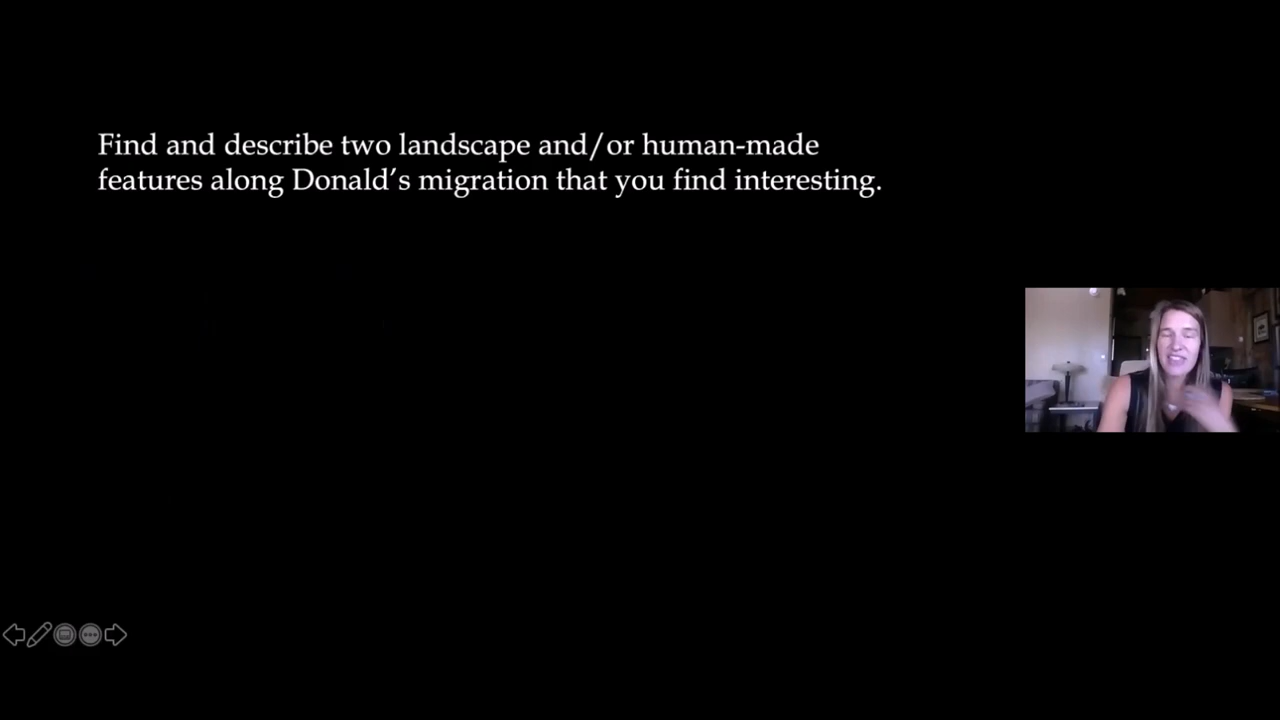 Find and describe two landscape and/or human-made
features along Donald’s migration that you find interesting.